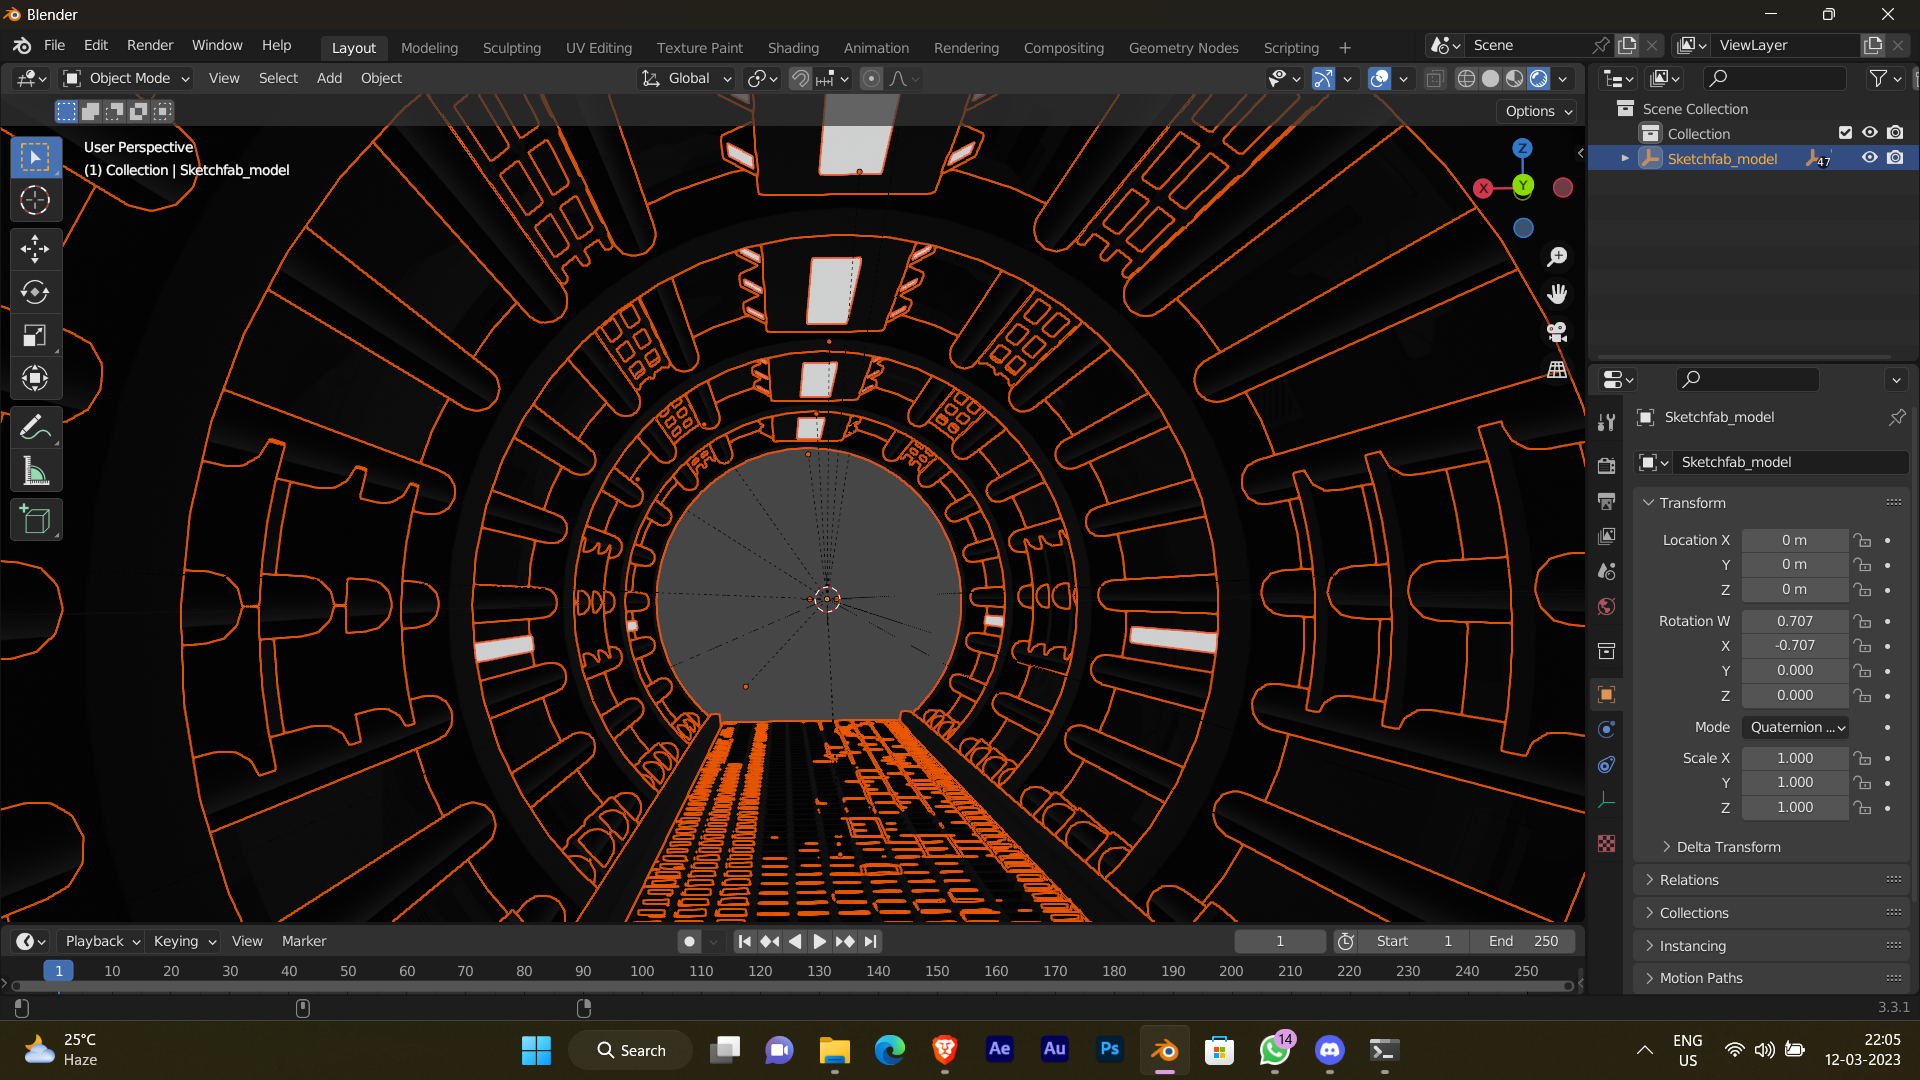 Blender
File Edit Render Window Help
Layout Modeling Sculpting UV Editing Texture Paint Shading Animation Rendering Compositing Geometry Nodes Scripting +
Scene
ViewLayer
Object Mode View Select Add Object
Global
Options
User Perspective
(1) Collection | Sketchfab_model
Z
X
Y
Scene Collection
Collection
Sketchfab_model
47
Sketchfab_model
Sketchfab_model
Transform
Location X 0 m
Y 0 m
Z 0 m
Rotation W 0.707
X -0.707
Y 0.000
Z 0.000
Mode Quaternion ...
Scale X 1.000
Y 1.000
Z 1.000
Delta Transform
Relations
Collections
Instancing
Motion Paths
Playback Keying View Marker
1
Start 1
End 250
1 10 20 30 40 50 60 70 80 90 100 110 120 130 140 150 160 170 180 190 200 210 220 230 240 250
3.3.1
25°C
Haze
Search
Ae
Au
Ps
14
ENG
US
22:05
12-03-2023